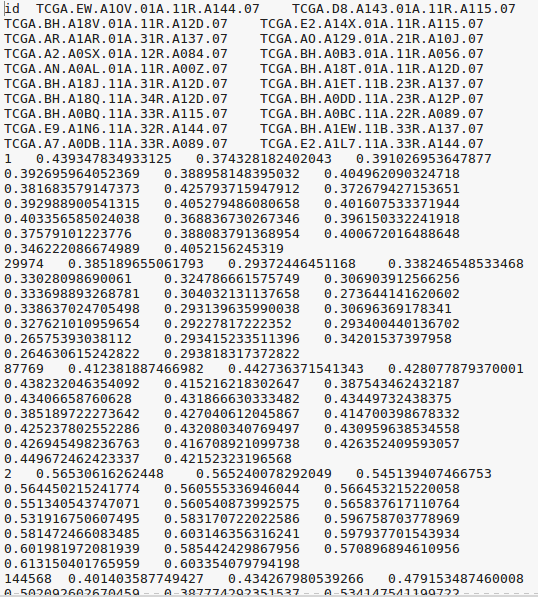 id TCGA.EW.A1OV.01A.11R.A144.07 TCGA.D8.A143.01A.11R.A115.07
TCGA.BH.A18V.01A.11R.A12D.07 TCGA.E2.A14X.01A.11R.A115.07
TCGA.AR.A1AR.01A.31R.A137.07 TCGA.AO.A129.01A.21R.A10J.07
TCGA.A2.A0SX.01A.12R.A084.07 TCGA.BH.A0B3.01A.11R.A056.07
TCGA.AN.A0AL.01A.11R.A00Z.07 TCGA.BH.A18T.01A.11R.A12D.07
TCGA.BH.A18J.11A.31R.A12D.07 TCGA.BH.A1ET.11B.23R.A137.07
TCGA.BH.A18Q.11A.34R.A12D.07 TCGA.BH.A0DD.11A.23R.A12P.07
TCGA.BH.A0BQ.11A.33R.A115.07 TCGA.BH.A0BC.11A.22R.A089.07
TCGA.E9.A1N6.11A.32R.A144.07 TCGA.BH.A1EW.11B.33R.A137.07
TCGA.A7.A0DB.11A.33R.A089.07 TCGA.E2.A1L7.11A.33R.A144.07
1 0.439347834933125 0.374328182402043 0.391026953647877
0.392695964052369 0.388958148395032 0.404962090324718
0.381683579147373 0.425793715947912 0.372679427153651
0.392988900541315 0.405279486080658 0.401607533371944
0.403356585024038 0.368836730267346 0.396150332241918
0.37579101223776 0.388083791368954 0.400672016488648
0.346222086674989 0.4052156245319
29974 0.385189655061793 0.29372446451168 0.338246548533468
0.33028098690061 0.324786661575749 0.306903912566256
0.333698893268781 0.304032131137658 0.273644141620602
0.338637024705498 0.293139635990038 0.30696369178341
0.327621010959654 0.29227817222352 0.293400440136702
0.26575393038112 0.293415233511396 0.34201537397958
0.264630615242822 0.293818317372822
87769 0.412381887466982 0.442736371541343 0.428077879370001
0.438232046354092 0.415216218302647 0.387543462432187
0.43406658760628 0.431866630333482 0.43449732438375
0.385189722273642 0.427040612045867 0.414700398678332
0.425237802552286 0.432080340769497 0.430959638534558
0.426945498236763 0.416708921099738 0.426352409593057
0.449672462423337 0.42152323196568
2 0.56530616262448 0.565240078292049 0.545139407466753
0.564450215241774 0.560555336946044 0.566453215220058
0.551340543747071 0.560540873992575 0.565837617110764
0.531916750607495 0.583170722022586 0.596758703778969
0.581472466083485 0.603146356316241 0.597937701543934
0.601981972081939 0.585442429867956 0.570896894610956
0.613150401765361 0.603354079794198
144568 0.401403587749427 0.434267980539266 0.479153487460008